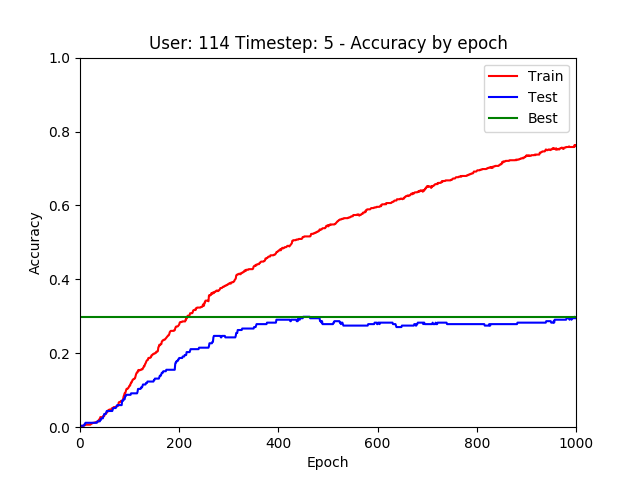 User: 114 Timestep: 5 - Accuracy by epoch
Train
Test
Best
Accuracy
1.0
0.8
0.6
0.4
0.2
0.0
0 200 400 600 800 1000
Epoch